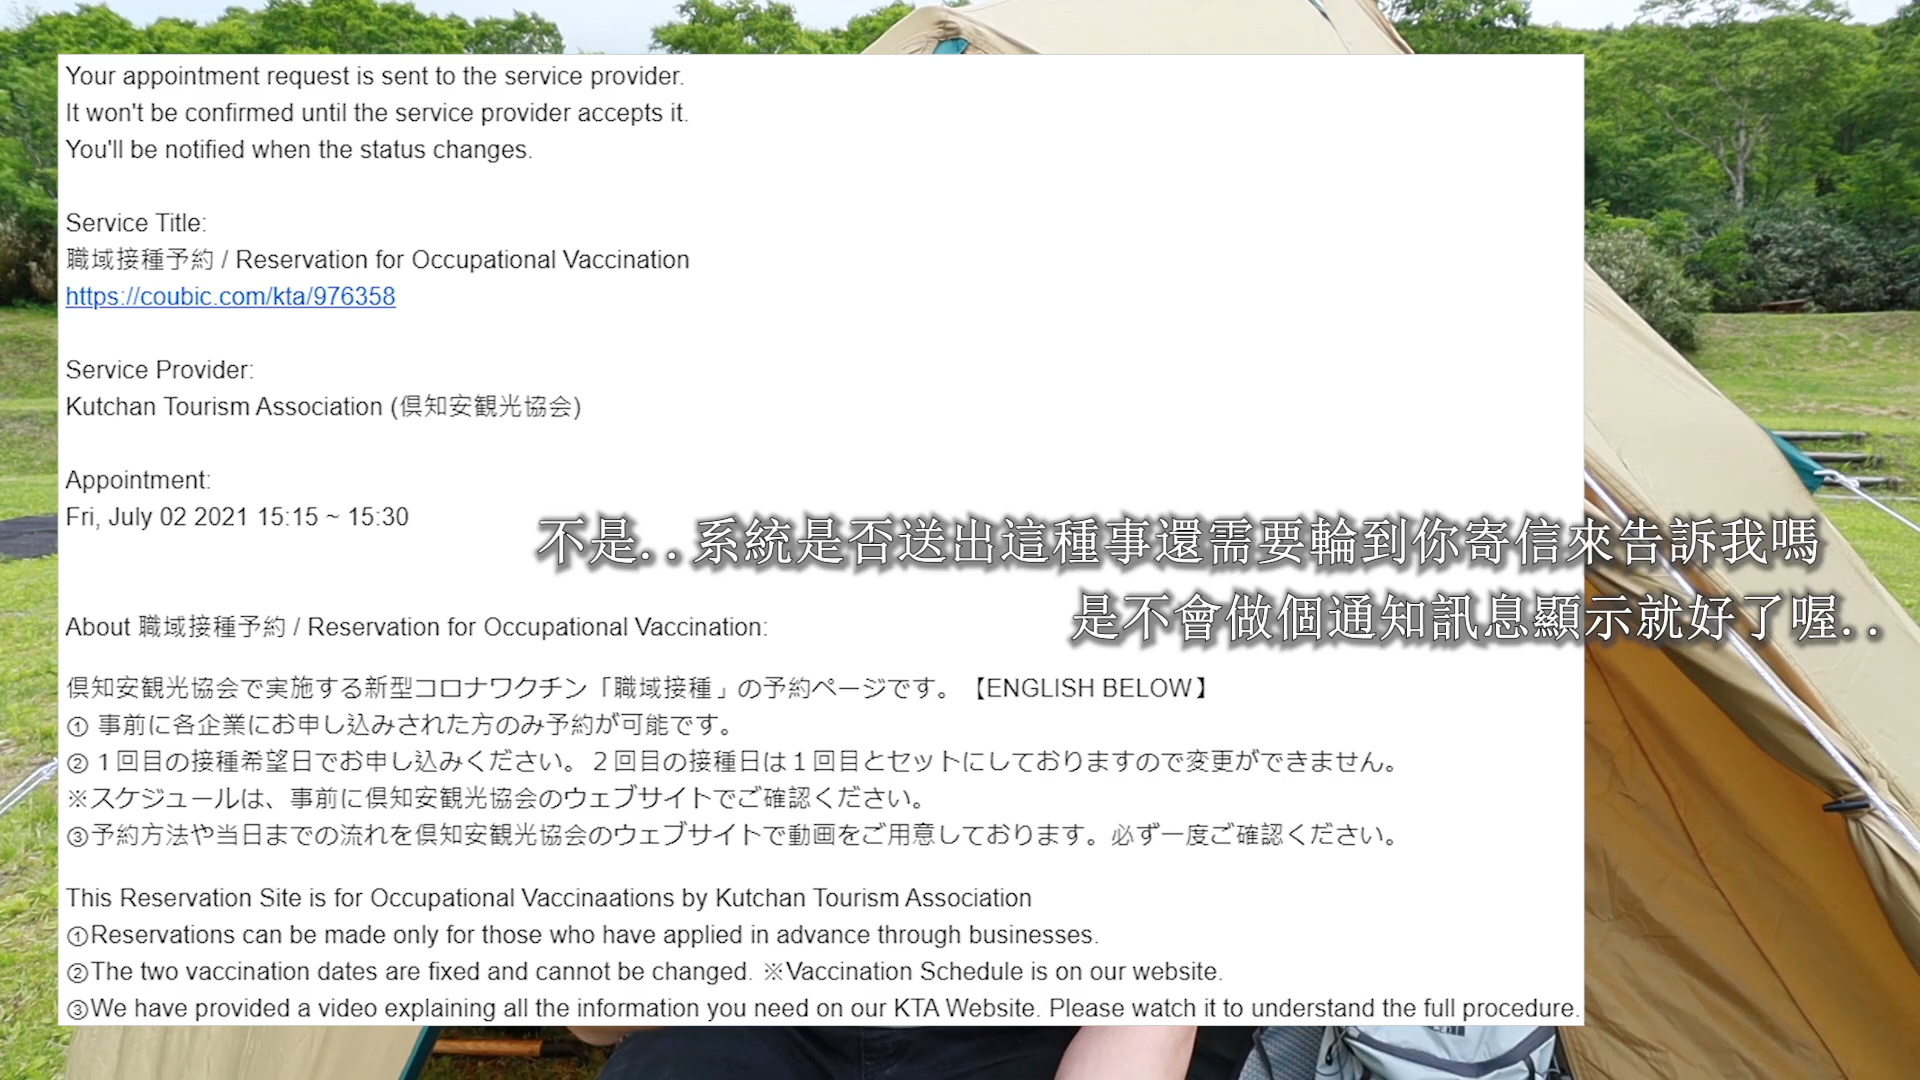 Your appointment request is sent to the service provider.
It won't be confirmed until the service provider accepts it.
You'll be notified when the status changes.
Service Title:
職域接種予約 / Reservation for Occupational Vaccination
https://coubic.com/kta/976358
Service Provider:
Kutchan Tourism Association (倶知安観光協会)
Appointment:
Fri, July 02 2021 15:15 ~ 15:30
不是..系統是否送出這種事還需要輪到你寄信來告訴我嗎
是不會做個通知訊息顯示就好了喔..
About 職域接種予約 / Reservation for Occupational Vaccination:
倶知安観光協会で実施する新型コロナワクチン「職域接種」の予約ページです。【ENGLISH BELOW】
① 事前に各企業にお申し込みされた方のみ予約が可能です。
②１回目の接種希望日でお申し込みください。２回目の接種日は１回目とセットにしておりますので変更ができません。
※スケジュールは、事前に倶知安観光協会のウェブサイトでご確認ください。
③予約方法や当日までの流れを倶知安観光協会のウェブサイトで動画をご用意しております。必ず一度ご確認ください。
This Reservation Site is for Occupational Vaccinaations by Kutchan Tourism Association
①Reservations can be made only for those who have applied in advance through businesses.
②The two vaccination dates are fixed and cannot be changed. ※Vaccination Schedule is on our website.
③We have provided a video explaining all the information you need on our KTA Website. Please watch it to understand the full procedure.